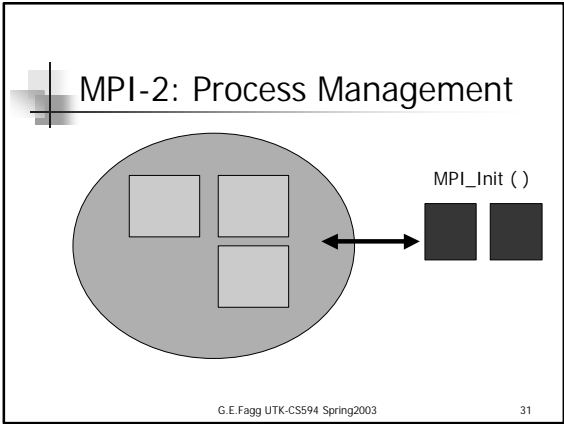 MPI-2: Process Management
MPI_Init ( )
G.E.Fagg UTK-CS594 Spring2003
31